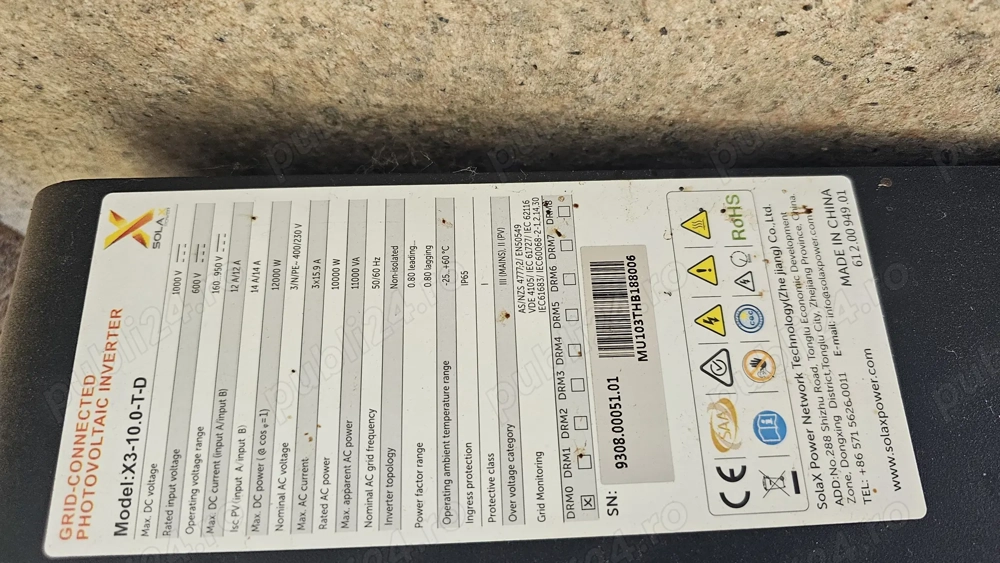 SOLAX
GRID-CONNECTED
PHOTOVOLTAIC INVERTER
Model:X3-10.0-T-D
Max. DC voltage 1000 V
Rated input voltage 600 V
Operating voltage range 160..950 V
Max. DC current (input A/input B) 12 A/12 A
Isc PV (input A/input B) 14 A/14 A
Max. DC power (@ cos φ=1) 12000 W
Nominal AC voltage 3/N/PE~ 400/230 V
Max. AC current 3x15.9 A
Rated AC power 10000 W
Max. apparent AC power 11000 VA
Nominal AC grid frequency 50/60 Hz
Inverter topology Non-isolated
Power factor range 0.80 leading...
0.80 lagging
Operating ambient temperature range -25..+60°C
Ingress protection IP65
Protective class I
Over voltage category III (MAINS), II (PV)
Grid Monitoring AS/NZS 4777.2/ EN50549
VDE 4105/ IEC 61727/ IEC 62116
IEC61683/ IEC60068-2-1,2,14,30
DRM0 DRM1 DRM2 DRM3 DRM4 DRM5 DRM6 DRM7 DRM8
SN: 9308.00051.01
MU103THB188006
CE SAA CGC RoHS
SolaX Power Network Technology(Zhe jiang) Co.,Ltd.
ADD:No.288 Shizhu Road, Tonglu Economic Development
Zone, Dongxing District,Tonglu City, Zhejiang Province, China.
TEL: +86 571 5626-0011 E-mail: info@solaxpower.com
www.solaxpower.com
MADE IN CHINA
612.00949.01
publi24.ro